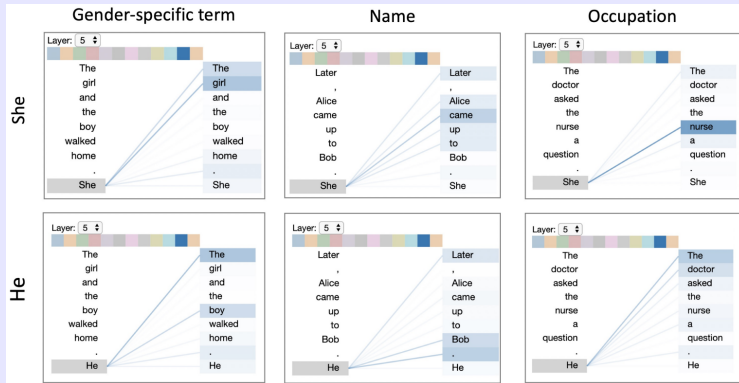 Gender-specific term
Name
Occupation
She
Layer: 5
The The
girl girl
and and
the the
boy boy
walked walked
home home
. .
She She
Layer: 5
Later Later
, ,
Alice Alice
came came
up up
to to
Bob Bob
. .
She She
Layer: 5
The The
doctor doctor
asked asked
the the
nurse nurse
a a
question question
. .
She She
He
Layer: 5
The The
girl girl
and and
the the
boy boy
walked walked
home home
. .
He He
Layer: 5
Later Later
, ,
Alice Alice
came came
up up
to to
Bob Bob
. .
He He
Layer: 5
The The
doctor doctor
asked asked
the the
nurse nurse
a a
question question
. .
He He